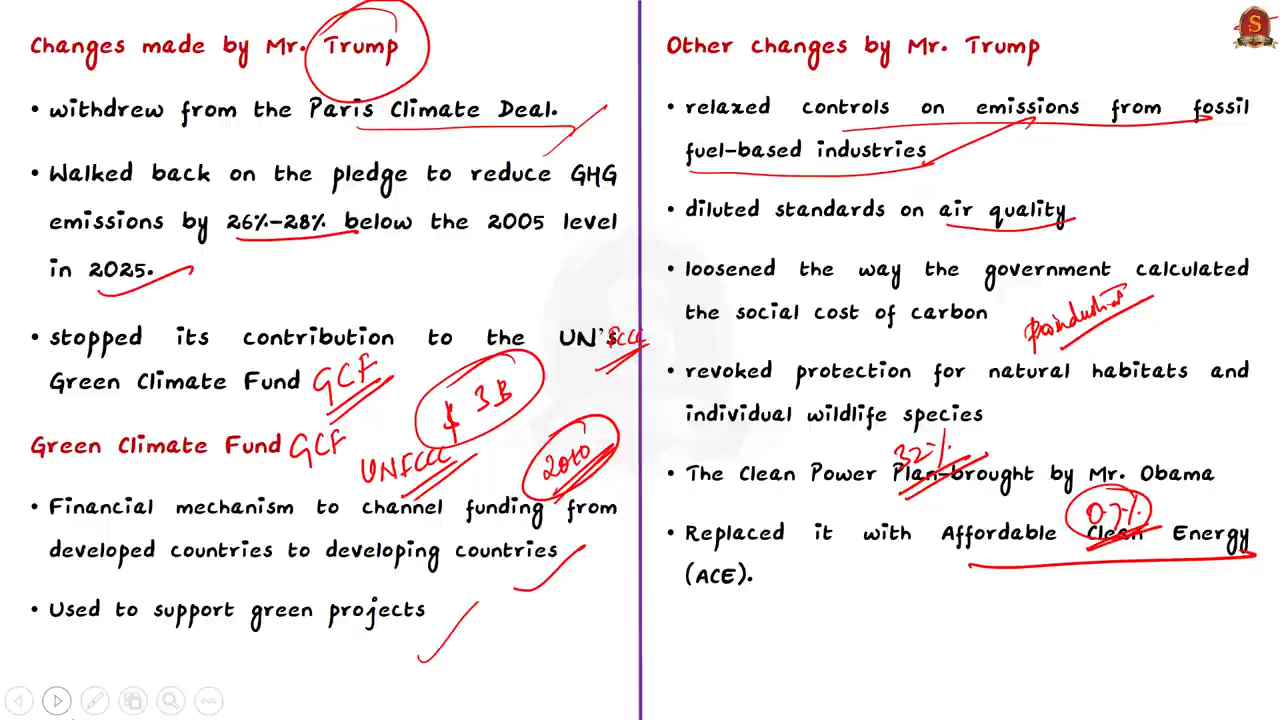 Changes made by Mr. Trump
• withdrew from the Paris Climate Deal.
• Walked back on the pledge to reduce GHG
emissions by 26%-28% below the 2005 level
in 2025.
• stopped its contribution to the UN's FCCC
Green Climate Fund GCF
$ 3B
Green Climate Fund GCF
UNFCCC
2010
• Financial mechanism to channel funding from
developed countries to developing countries
• Used to support green projects
Other changes by Mr. Trump
• relaxed controls on emissions from fossil
fuel-based industries
• diluted standards on air quality
• loosened the way the government calculated
the social cost of carbon
• revoked protection for natural habitats and
individual wildlife species
32%
• The Clean Power Plan-brought by Mr. Obama
0.7%
• Replaced it with Affordable Clean Energy
(ACE).
S